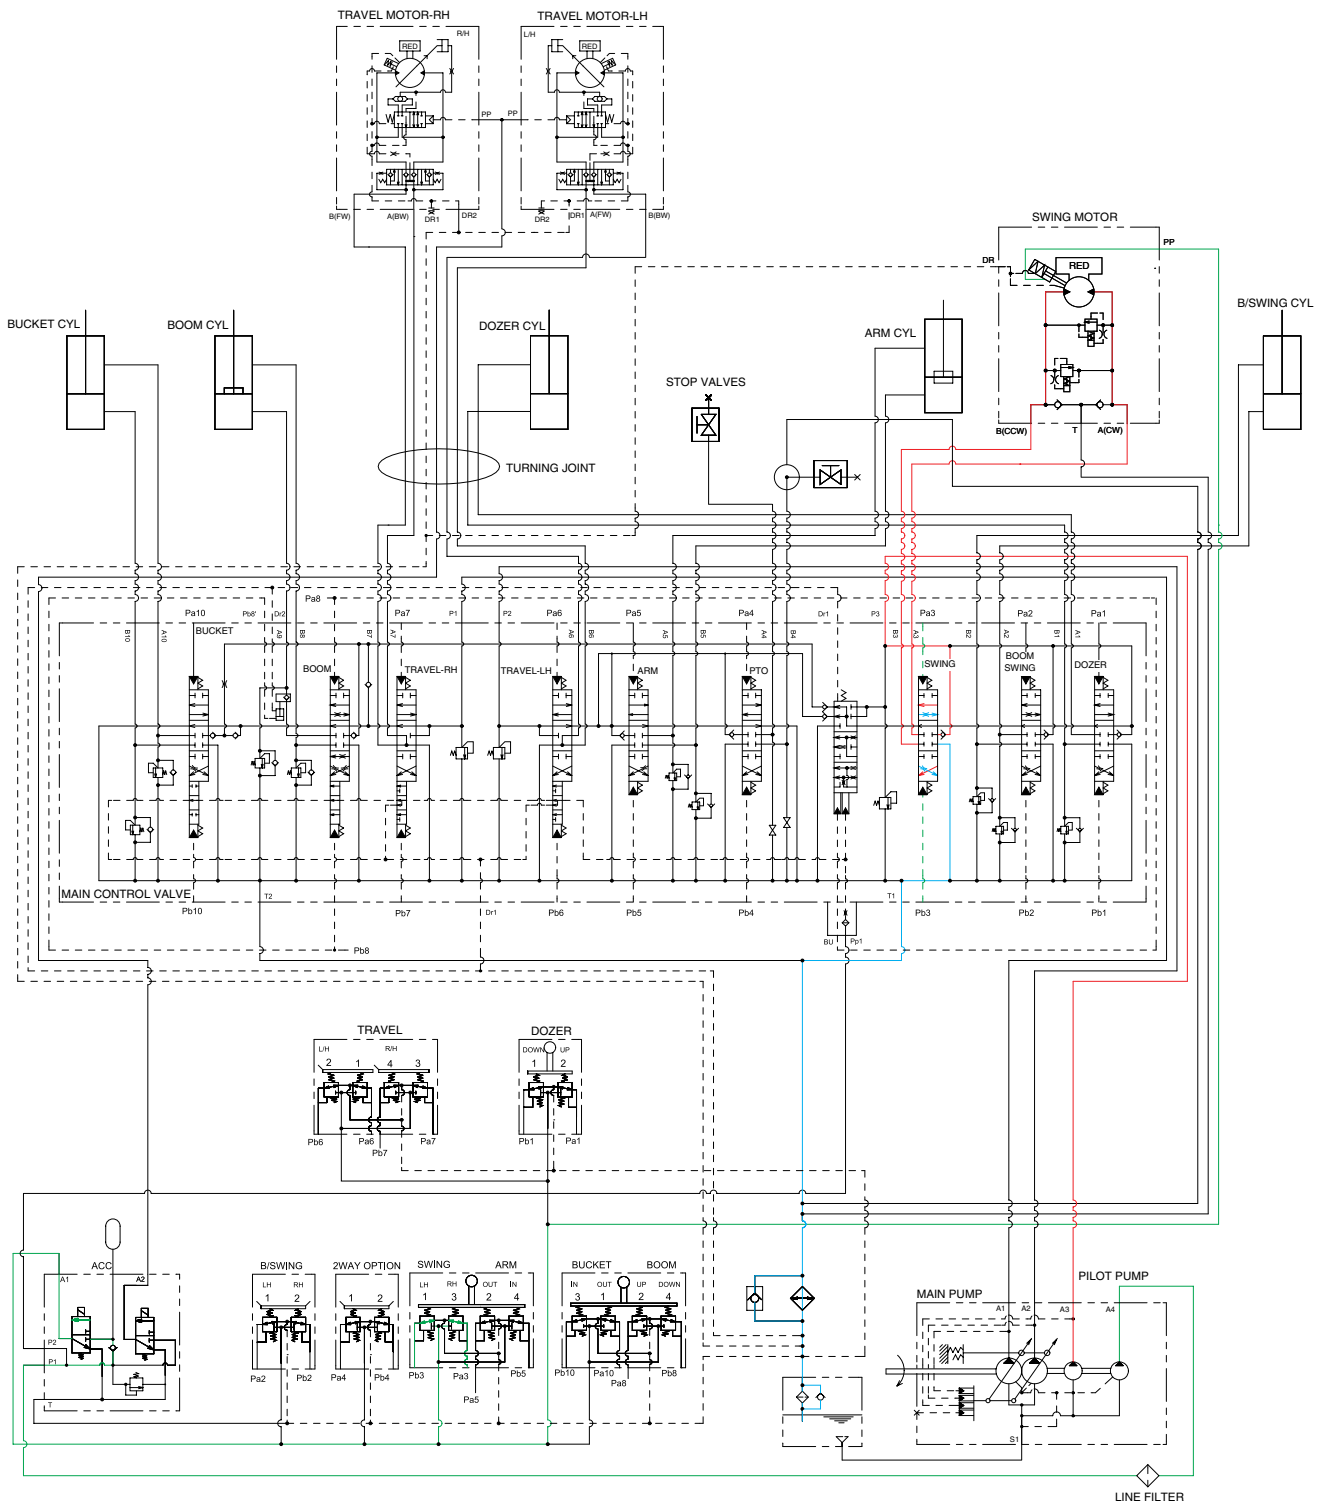 TRAVEL MOTOR-RH TRAVEL MOTOR-LH
R/H L/H
RED RED
PP PP
B(FW) A(BW) DR1 DR2 DR2 DR1 A(FW) B(BW)
SWING MOTOR
PP
DR
RED
B(CCW) T A(CW)
BUCKET CYL BOOM CYL DOZER CYL ARM CYL B/SWING CYL
STOP VALVES
TURNING JOINT
Pa10 Pb8' Dr2 Pa8 Pa7 P1 P2 Pa6 Pa5 Pa4 Dr1 P3 Pa3 Pa2 Pa1
B10 A10 A9 B8 B7 A7 A6 B6 A5 B5 A4 B4 B3 A3 B2 A2 B1 A1
BUCKET BOOM TRAVEL-RH TRAVEL-LH ARM PTO SWING BOOM
SWING DOZER
MAIN CONTROL VALVE
T2 T1
Pb10 Pb7 Dr1 Pb6 Pb5 Pb4 Pb3 Pb2 Pb1
Pb8 BU Pp1
TRAVEL
L/H R/H
2 1 4 3
Pb6 Pa6 Pa7
Pb7
DOZER
DOWN UP
1 2
Pb1 Pa1
ACC
A1 A2
P2
P1
T
B/SWING
LH RH
1 2
Pa2 Pb2
2WAY OPTION
1 2
Pa4 Pb4
SWING ARM
LH RH OUT IN
1 3 2 4
Pb3 Pa3 Pb5
Pa5
BUCKET BOOM
IN OUT UP DOWN
3 1 2 4
Pb10 Pa10 Pb8
Pa8
PILOT PUMP
MAIN PUMP
A1 A2 A3 A4
S1
LINE FILTER